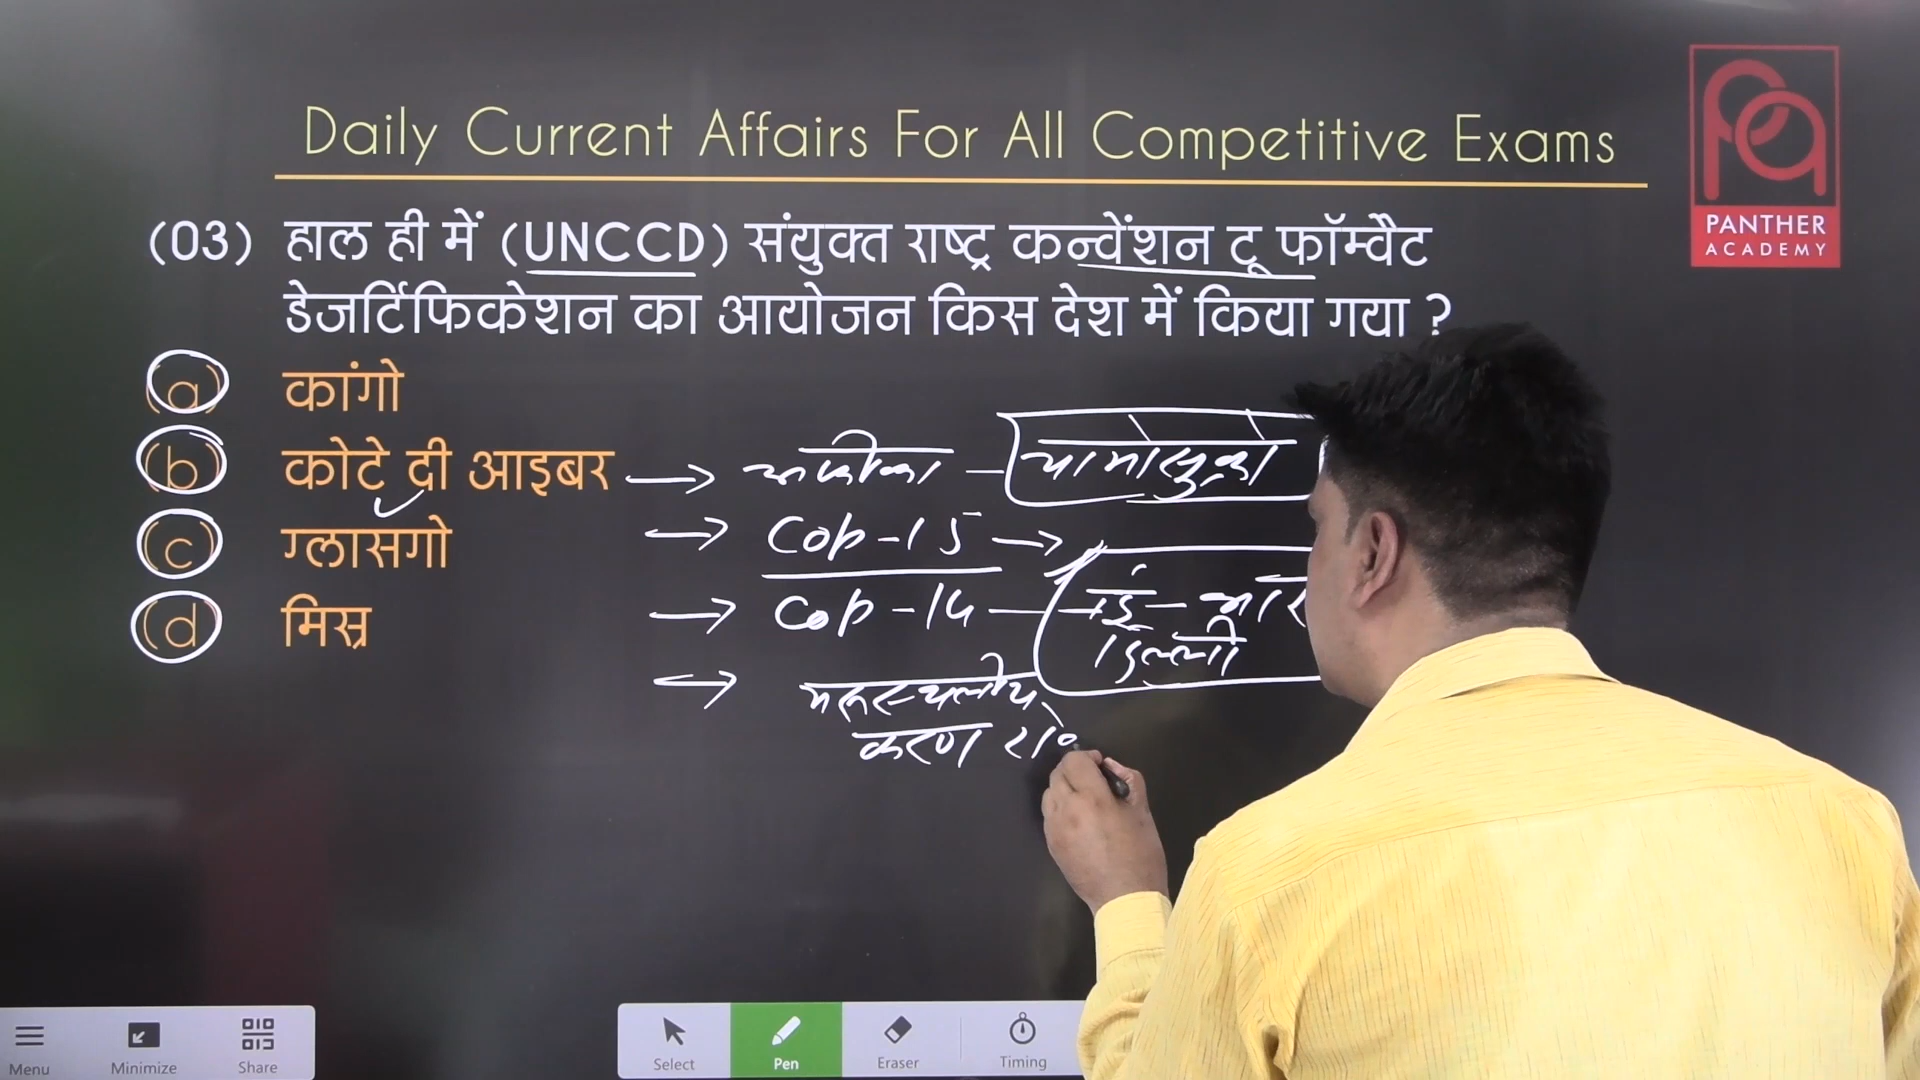 Daily Current Affairs For All Competitive Exams
PANTHER
ACADEMY
(03) हाल ही में (UNCCD) संयुक्त राष्ट्र कन्वेंशन टू फॉम्वैट
डेजर्टिफिकेशन का आयोजन किस देश में किया गया ?
(a) कांगो
(b) कोटे दी आइबर → अफ्रीका –
(c) ग्लासगो → Cop-15 →
(d) मिस्र → Cop-14 – नई
दिल्ली
→ मरुस्थलीय
करण रो
Menu Minimize Share Select Pen Eraser Timing